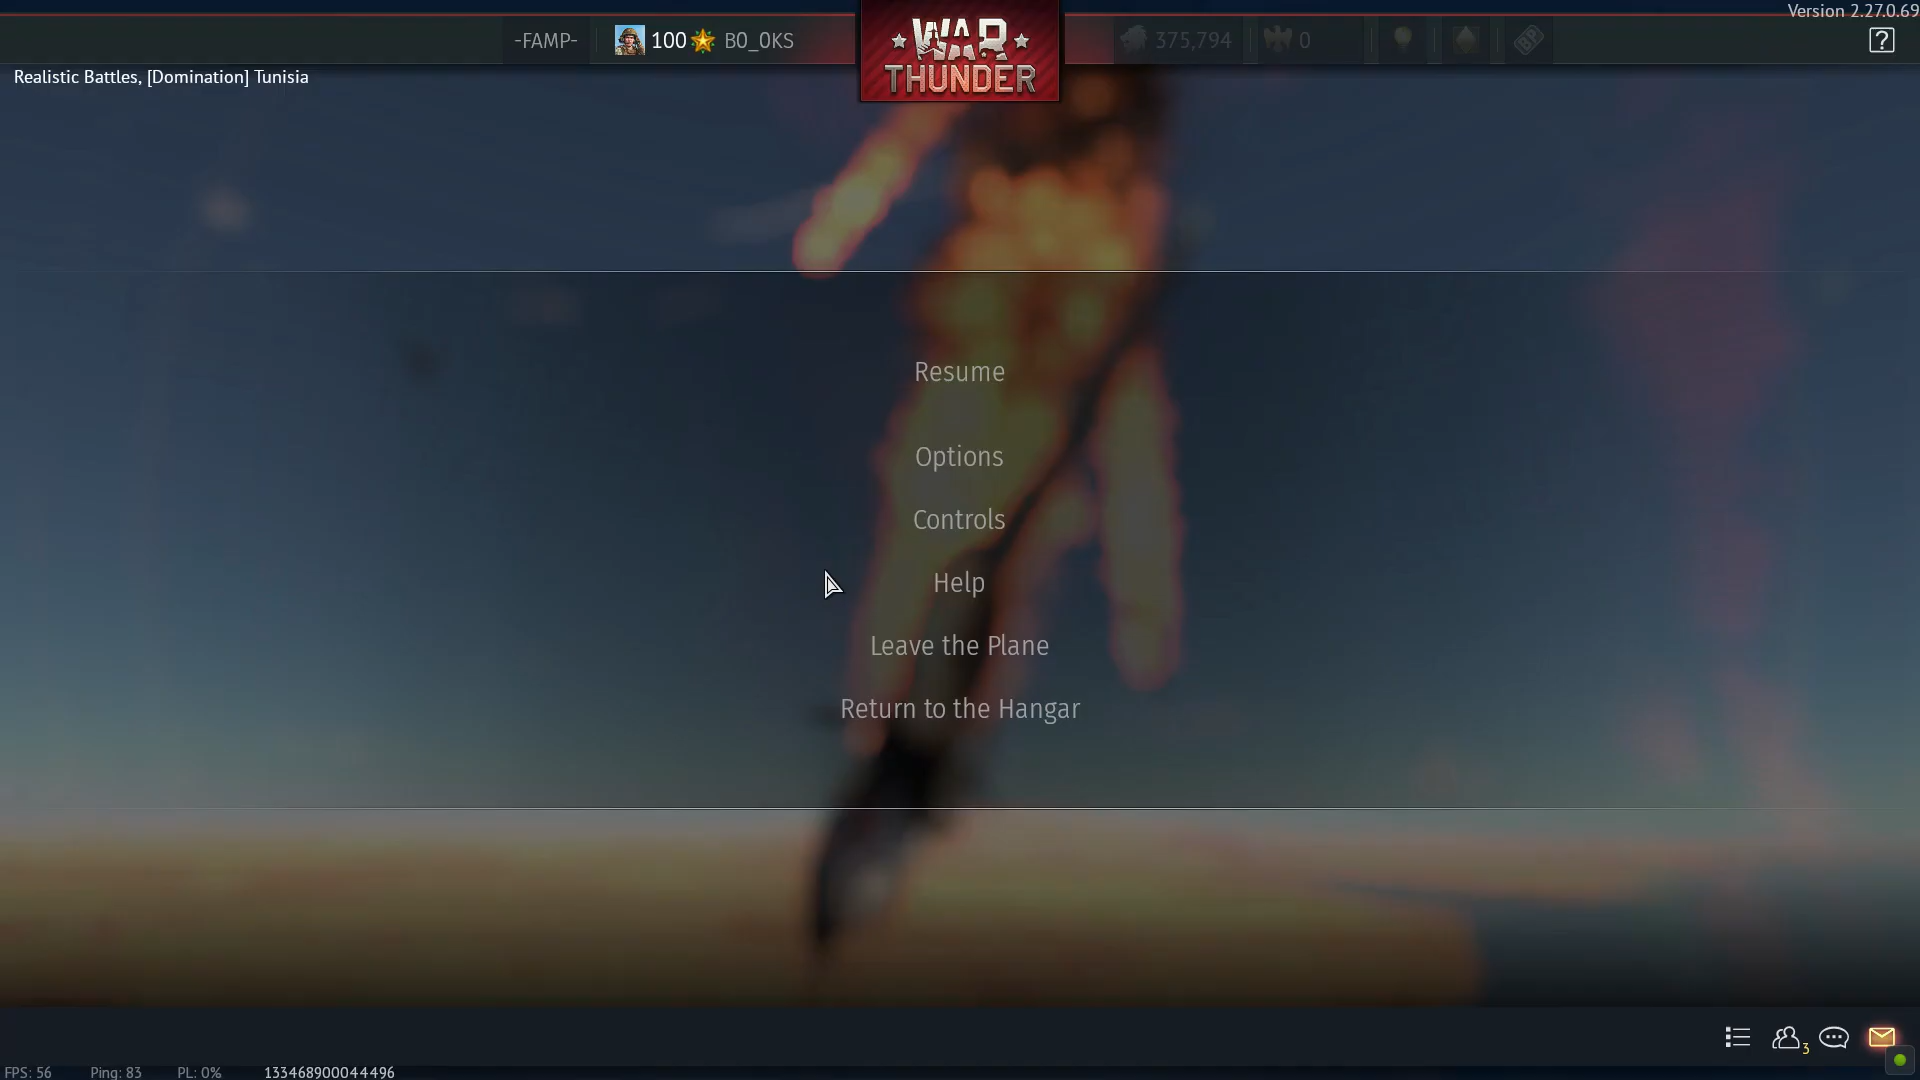 Version 2.27.0.69
-FAMP- 100 B0_0KS WAR THUNDER 375,794 0 BP ?
Realistic Battles, [Domination] Tunisia
Resume
Options
Controls
Help
Leave the Plane
Return to the Hangar
3
FPS: 56 Ping: 83 PL: 0% 133468900044496